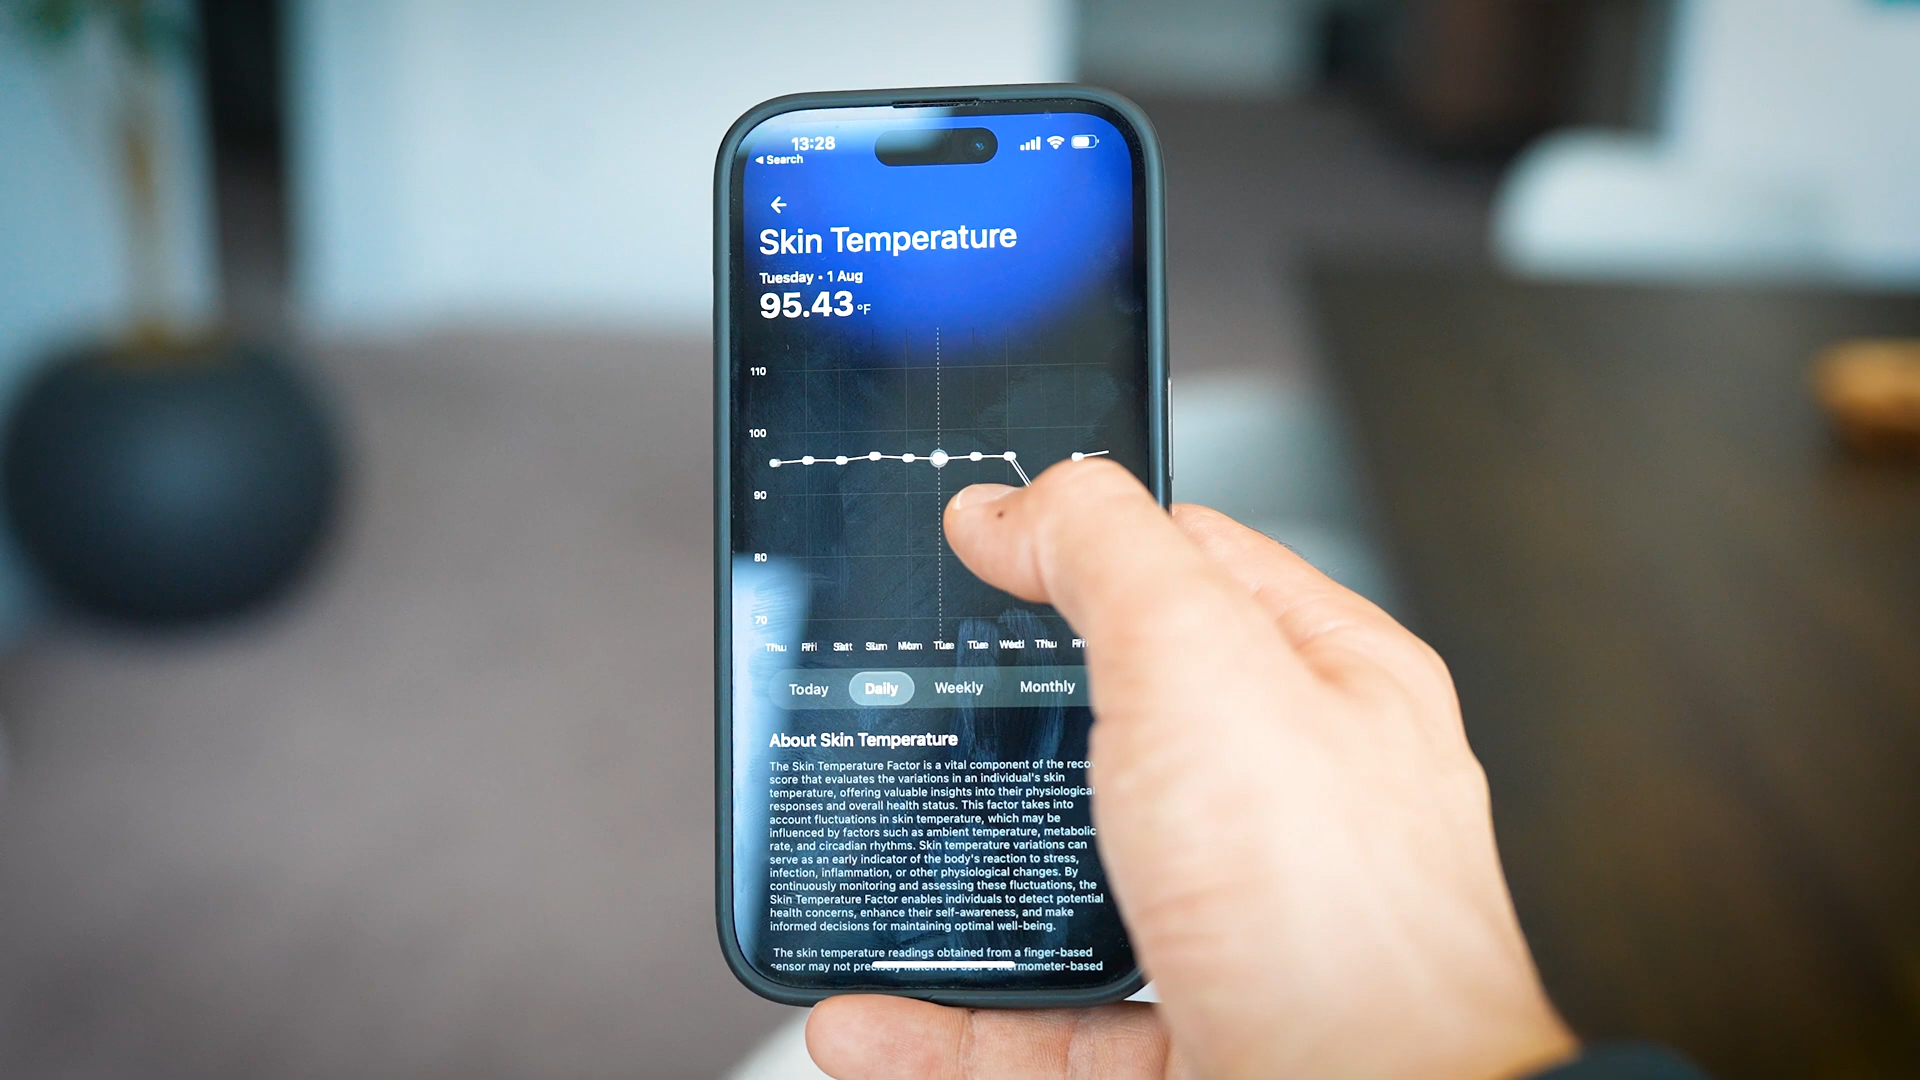 13:28
Search
Skin Temperature
Tuesday • 1 Aug
95.43 °F
110
100
90
80
70
Thu Fri Sat Sun Mon Tue Tue Wed Thu Fri
Today Daily Weekly Monthly
About Skin Temperature
The Skin Temperature Factor is a vital component of the reco
score that evaluates the variations in an individual's skin
temperature, offering valuable insights into their physiological
responses and overall health status. This factor takes into
account fluctuations in skin temperature, which may be
influenced by factors such as ambient temperature, metabolic
rate, and circadian rhythms. Skin temperature variations can
serve as an early indicator of the body's reaction to stress,
infection, inflammation, or other physiological changes. By
continuously monitoring and assessing these fluctuations, the
Skin Temperature Factor enables individuals to detect potential
health concerns, enhance their self-awareness, and make
informed decisions for maintaining optimal well-being.
The skin temperature readings obtained from a finger-based
sensor may not precisely match the user's thermometer-based